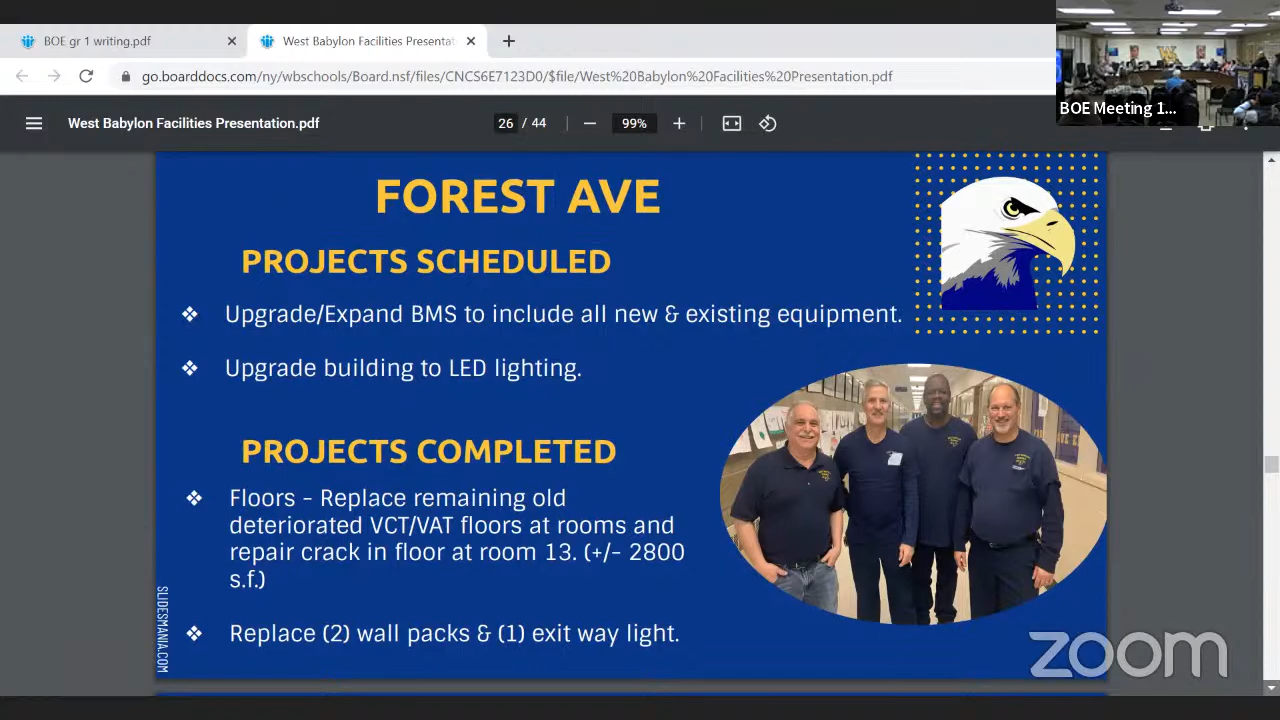 BOE gr 1 writing.pdf
West Babylon Facilities Presentat
go.boarddocs.com/ny/wbschools/Board.nsf/files/CNCS6E7123D0/$file/West%20Babylon%20Facilities%20Presentation.pdf
BOE Meeting 1...
West Babylon Facilities Presentation.pdf
26 / 44
99%
FOREST AVE
PROJECTS SCHEDULED
❖ Upgrade/Expand BMS to include all new & existing equipment.
❖ Upgrade building to LED lighting.
PROJECTS COMPLETED
❖ Floors - Replace remaining old
deteriorated VCT/VAT floors at rooms and
repair crack in floor at room 13. (+/- 2800
s.f.)
❖ Replace (2) wall packs & (1) exit way light.
SLIDESMANIA.COM
zoom